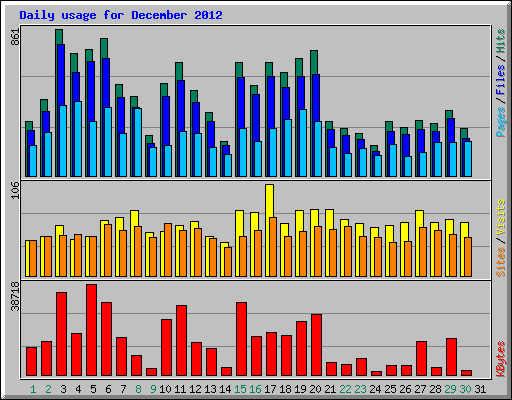 Daily usage for December 2012
861
Pages / Files / Hits
106
Sites / Visits
38718
KBytes
1 2 3 4 5 6 7 8 9 10 11 12 13 14 15 16 17 18 19 20 21 22 23 24 25 26 27 28 29 30 31